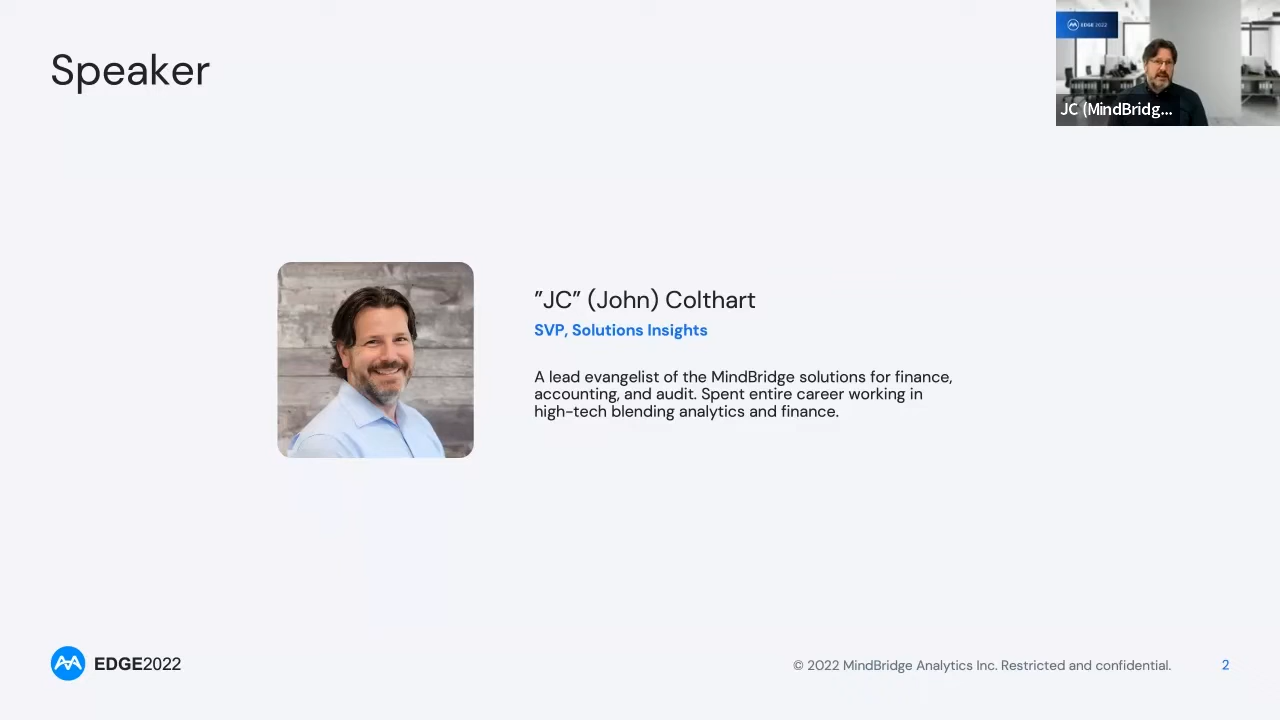 Speaker
EDGE 2022
JC (MindBridg...
”JC” (John) Colthart
SVP, Solutions Insights
A lead evangelist of the MindBridge solutions for finance,
accounting, and audit. Spent entire career working in
high-tech blending analytics and finance.
EDGE2022
© 2022 MindBridge Analytics Inc. Restricted and confidential.
2